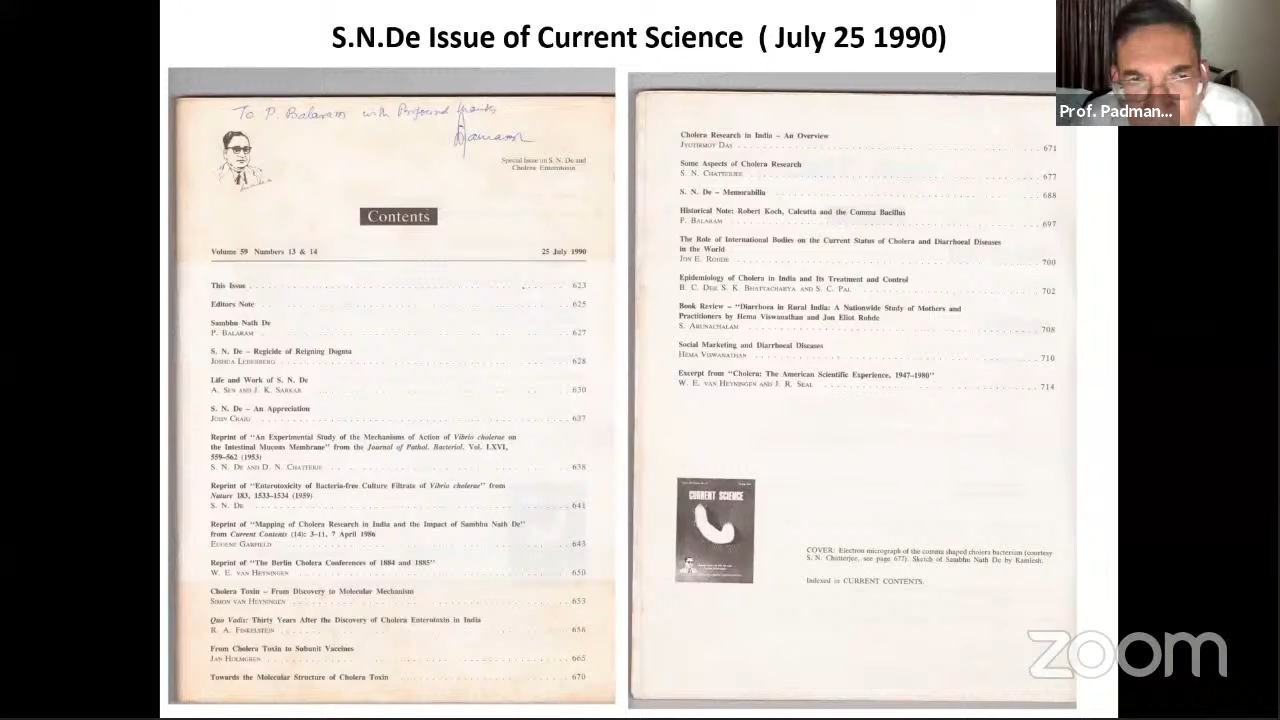 S.N.De Issue of Current Science ( July 25 1990)
Prof. Padman...
To P. Balaram with Profound thanks
Special Issue on S. N. De and
Cholera Enterotoxin
Contents
Volume 59 Numbers 13 & 14 25 July 1990
This Issue 623
Editors Note 625
Sambhu Nath De
P. BALARAM 627
S. N. De – Regicide of Reigning Dogma
JOSHUA LEDERBERG 628
Life and Work of S. N. De
A. SEN AND J. K. SARKAR 630
S. N. De – An Appreciation
JOHN CRAIG 637
Reprint of "An Experimental Study of the Mechanisms of Action of Vibrio cholerae on
the Intestinal Mucous Membrane" from the Journal of Pathol. Bacteriol. Vol. LXVI,
559–562 (1953)
S. N. DE AND D. N. CHATTERJE 638
Reprint of "Enterotoxicity of Bacteria-free Culture Filtrate of Vibrio cholerae" from
Nature 183, 1533–1534 (1959)
S. N. DE 641
Reprint of "Mapping of Cholera Research in India and the Impact of Sambhu Nath De"
from Current Contents (14): 3–11, 7 April 1986
EUGENE GARFIELD 643
Reprint of "The Berlin Cholera Conferences of 1884 and 1885"
W. E. VAN HEYNINGEN 650
Cholera Toxin – From Discovery to Molecular Mechanism
SIMON VAN HEYNINGEN 653
Quo Vadis: Thirty Years After the Discovery of Cholera Enterotoxin in India
R. A. FINKELSTEIN 656
From Cholera Toxin to Subunit Vaccines
JAN HOLMGREN 665
Towards the Molecular Structure of Cholera Toxin 670
Cholera Research in India – An Overview
JYOTIRMOY DAS 671
Some Aspects of Cholera Research
S. N. CHATTERJEE 677
S. N. De – Memorabilia 688
Historical Note: Robert Koch, Calcutta and the Comma Bacillus
P. BALARAM 697
The Role of International Bodies on the Current Status of Cholera and Diarrhoeal Diseases
in the World
JON E. ROHDE 700
Epidemiology of Cholera in India and Its Treatment and Control
B. C. DEB, S. K. BHATTACHARYA AND S. C. PAL 702
Book Review – "Diarrhoea in Rural India: A Nationwide Study of Mothers and
Practitioners by Hema Viswanathan and Jon Eliot Rohde
S. ARUNACHALAM 708
Social Marketing and Diarrhoeal Diseases
HEMA VISWANATHAN 710
Excerpt from "Cholera: The American Scientific Experience, 1947–1980"
W. E. VAN HEYNINGEN AND J. R. SEAL 714
CURRENT SCIENCE
COVER: Electron micrograph of the comma shaped cholera bacterium (courtesy
S. N. Chatterjee, see page 677). Sketch of Sambhu Nath De by Kamlesh.
Indexed in CURRENT CONTENTS.
zoom